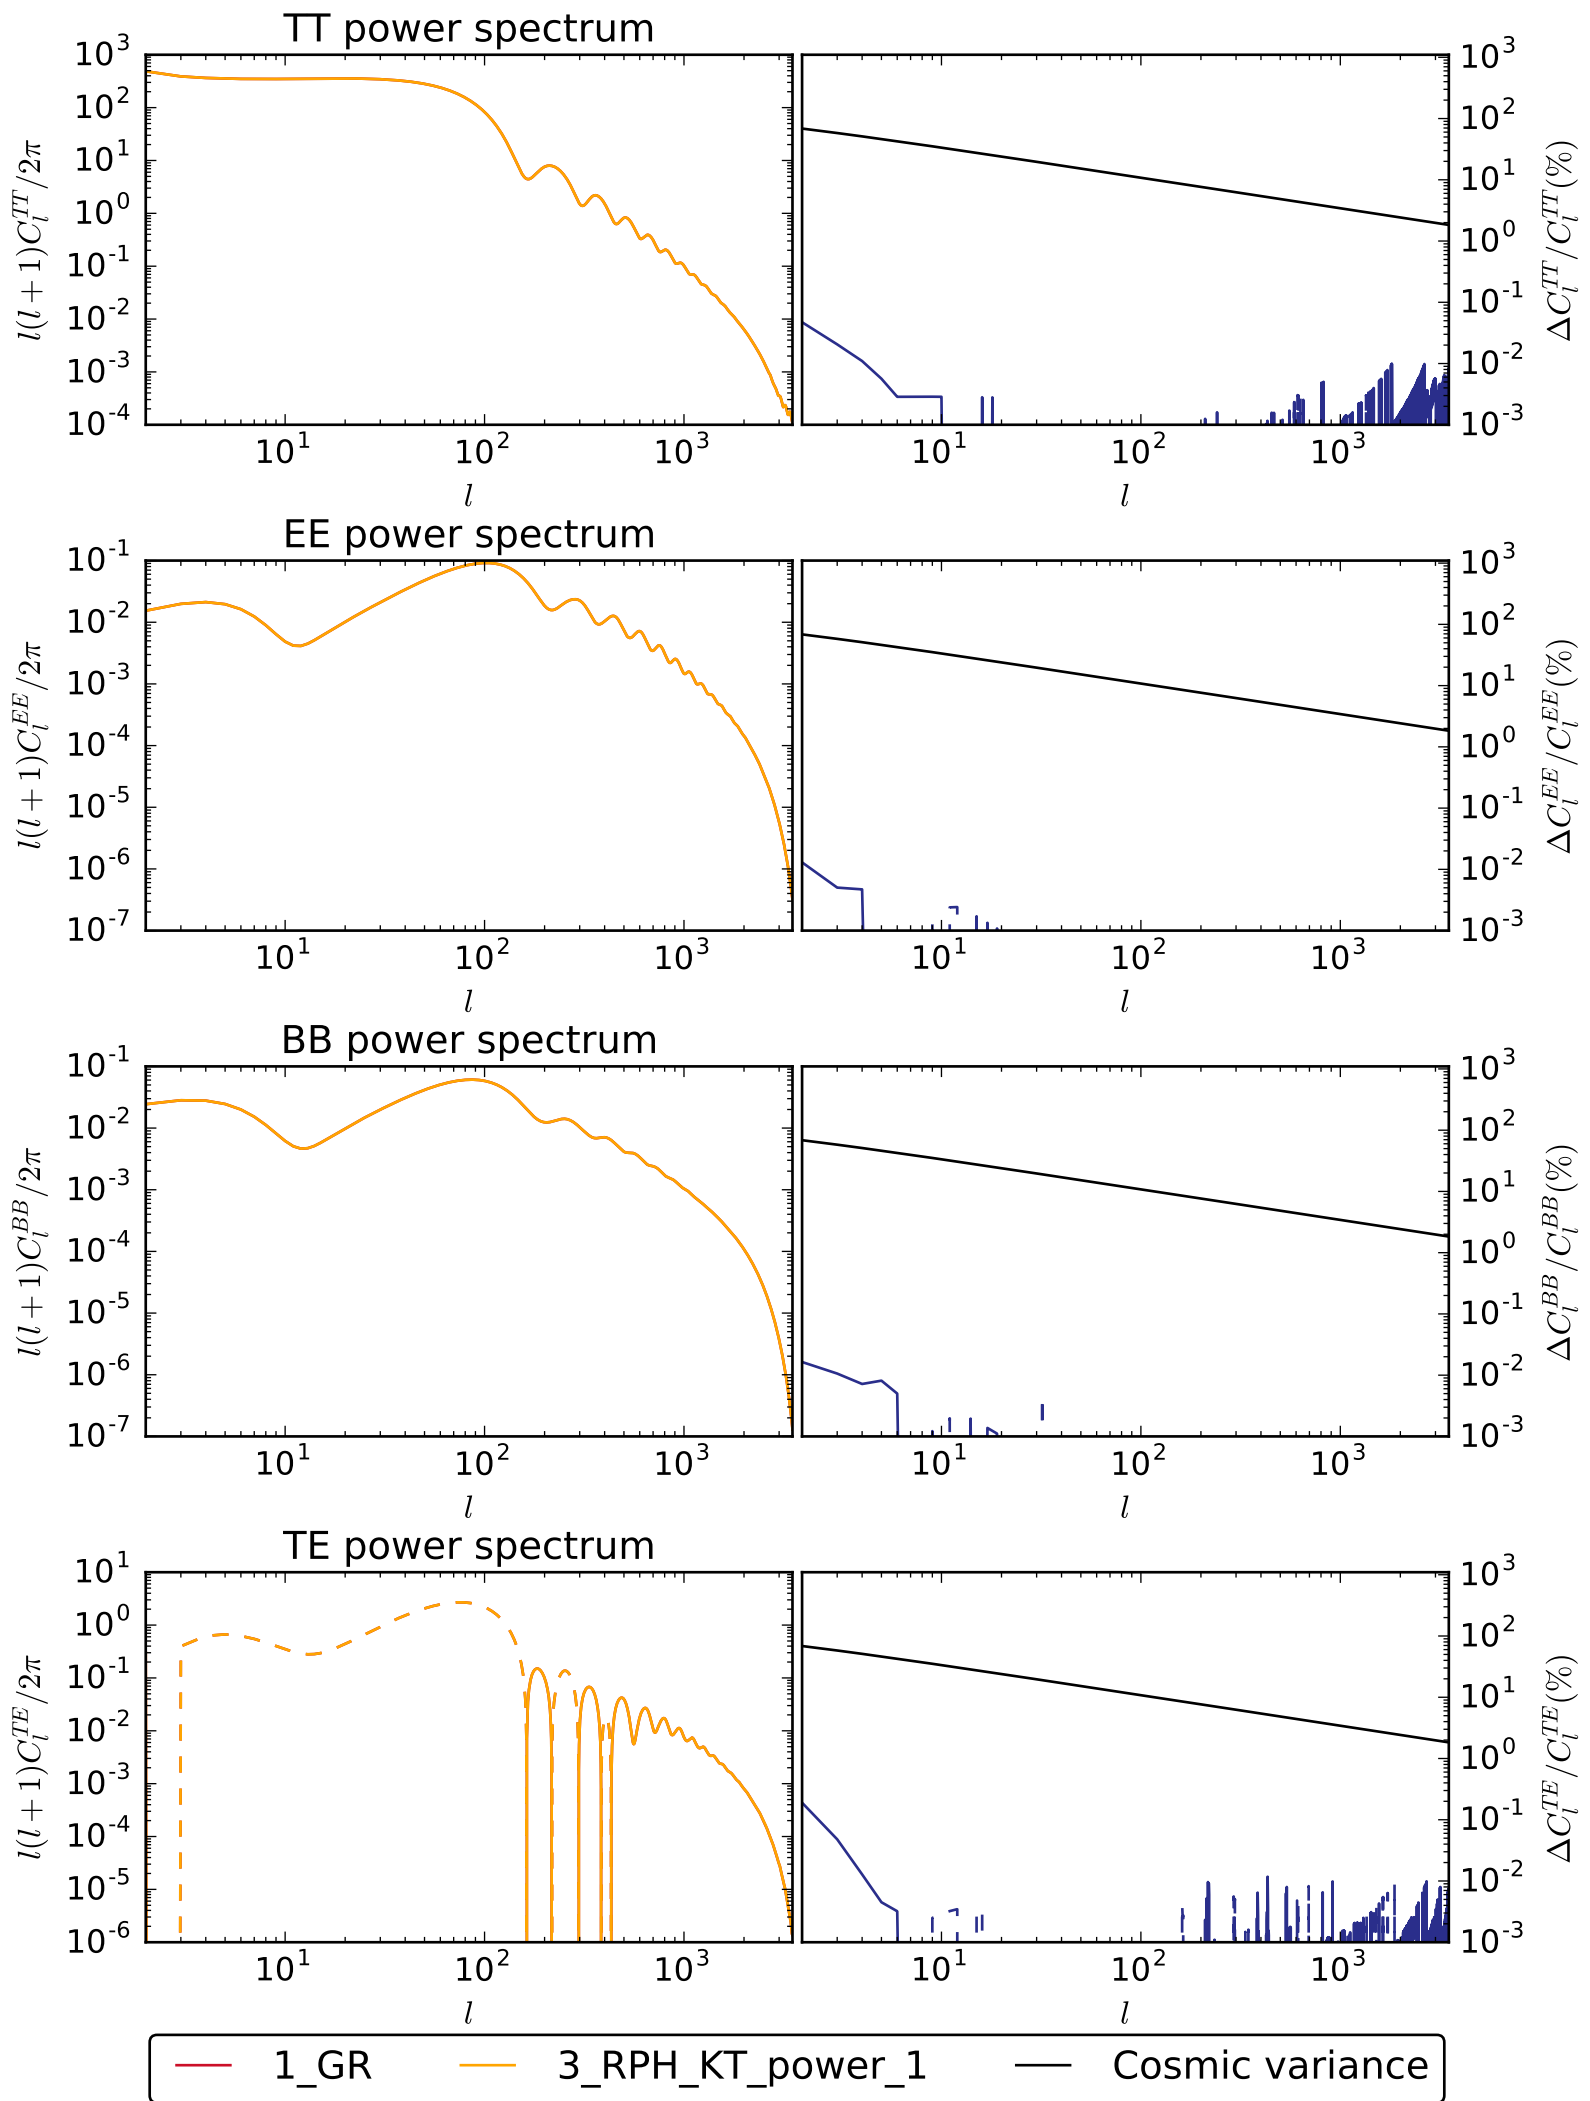 TT power spectrum
10^3 10^2 10^1 10^0 10^-1 10^-2 10^-3 10^-4
l(l + 1)C_l^{TT}/2π
10^1 10^2 10^3
l
10^3 10^2 10^1 10^0 10^-1 10^-2 10^-3
ΔC_l^{TT}/C_l^{TT}(%)
10^1 10^2 10^3
l
EE power spectrum
10^-1 10^-2 10^-3 10^-4 10^-5 10^-6 10^-7
l(l + 1)C_l^{EE}/2π
10^1 10^2 10^3
l
10^3 10^2 10^1 10^0 10^-1 10^-2 10^-3
ΔC_l^{EE}/C_l^{EE}(%)
10^1 10^2 10^3
l
BB power spectrum
10^-1 10^-2 10^-3 10^-4 10^-5 10^-6 10^-7
l(l + 1)C_l^{BB}/2π
10^1 10^2 10^3
l
10^3 10^2 10^1 10^0 10^-1 10^-2 10^-3
ΔC_l^{BB}/C_l^{BB}(%)
10^1 10^2 10^3
l
TE power spectrum
10^1 10^0 10^-1 10^-2 10^-3 10^-4 10^-5 10^-6
l(l + 1)C_l^{TE}/2π
10^1 10^2 10^3
l
10^3 10^2 10^1 10^0 10^-1 10^-2 10^-3
ΔC_l^{TE}/C_l^{TE}(%)
10^1 10^2 10^3
l
1_GR 3_RPH_KT_power_1 Cosmic variance